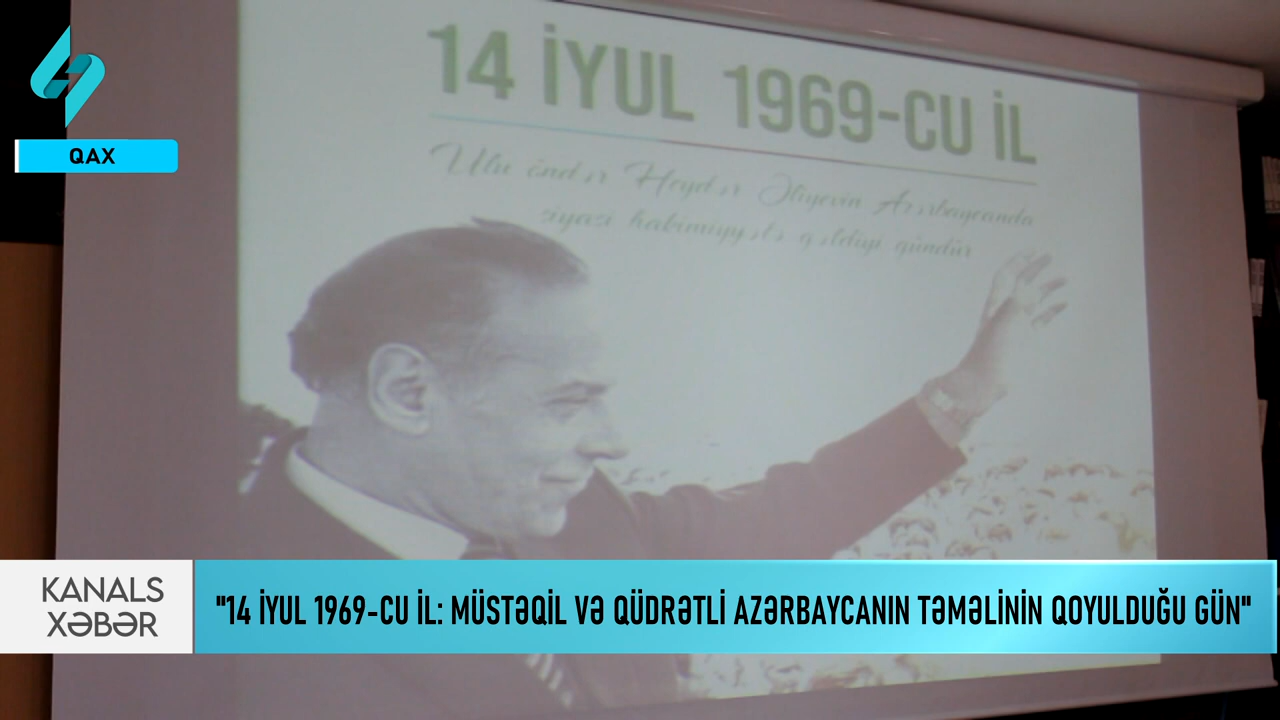 QAX
14 İYUL 1969-CU İL
Ulu öndər Heydər Əliyevin Azərbaycanda
siyasi hakimiyyətə gəldiyi gündür
KANALS
XƏBƏR
"14 İYUL 1969-CU İL: MÜSTƏQİL VƏ QÜDRƏTLİ AZƏRBAYCANIN TƏMƏLİNİN QOYULDUĞU GÜN"